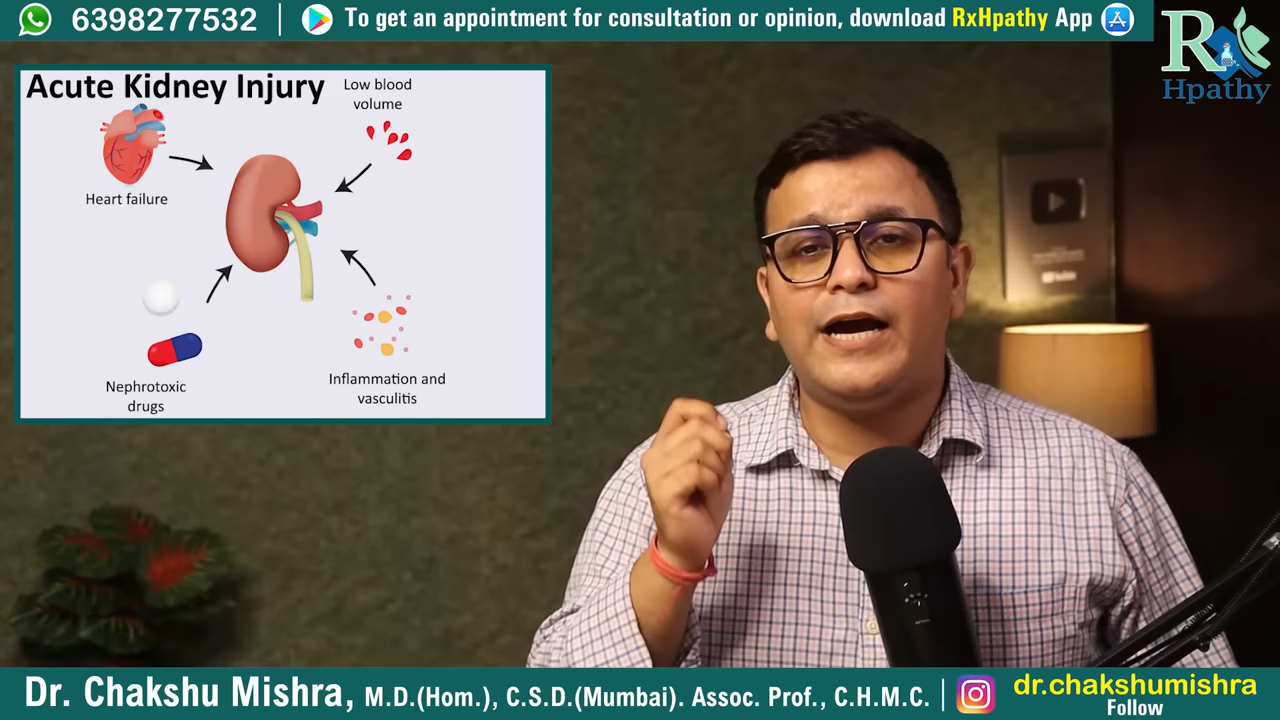 6398277532 | To get an appointment for consultation or opinion, download RxHpathy App
Rx
Hpathy
Acute Kidney Injury
Low blood
volume
Heart failure
Nephrotoxic
drugs
Inflammation and
vasculitis
Dr. Chakshu Mishra, M.D.(Hom.), C.S.D.(Mumbai). Assoc. Prof., C.H.M.C. | dr.chakshumishra
Follow